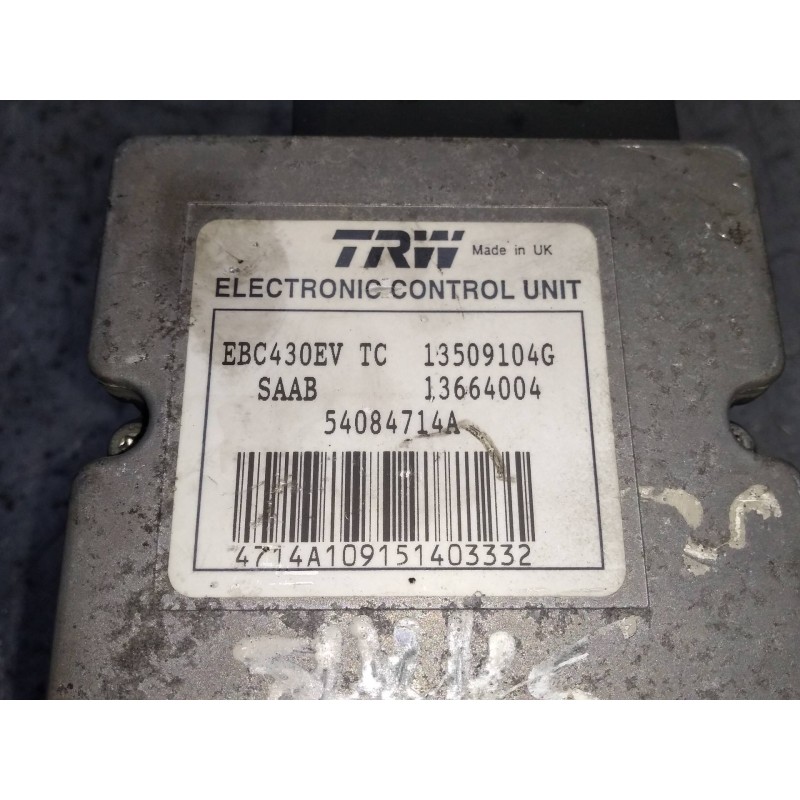 TRW Made in UK
ELECTRONIC CONTROL UNIT
EBC430EV TC 13509104G
SAAB 13664004
54084714A
4714A109151403332